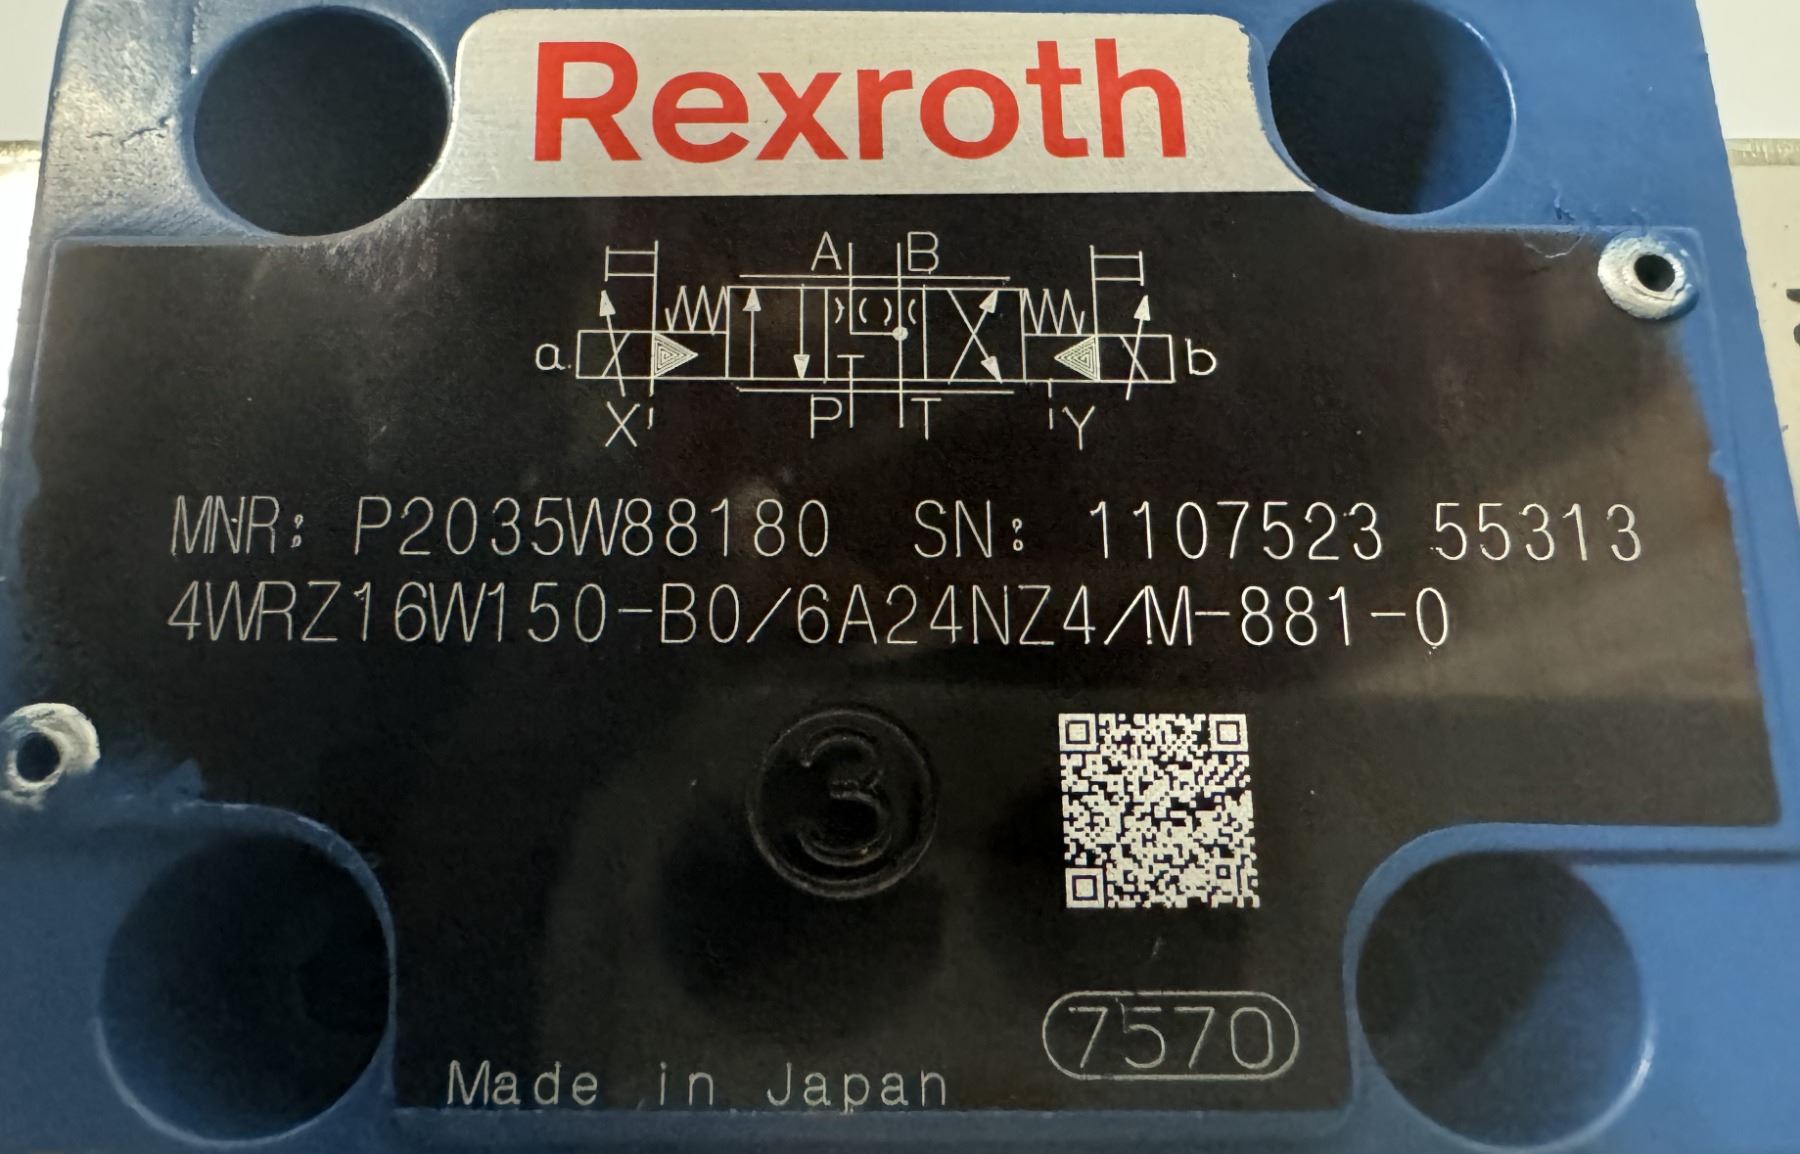 Rexroth
A B
a b
T
X P T Y
MNR: P2035W88180 SN: 1107523 55313
4WRZ16W150-B0/6A24NZ4/M-881-0
3
7570
Made in Japan